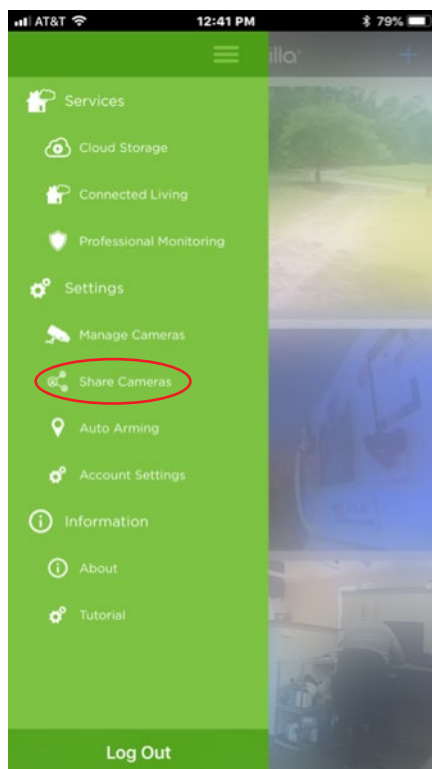 AT&T 12:41 PM 79%
illa
Services
Cloud Storage
Connected Living
Professional Monitoring
Settings
Manage Cameras
Share Cameras
Auto Arming
Account Settings
Information
About
Tutorial
Log Out